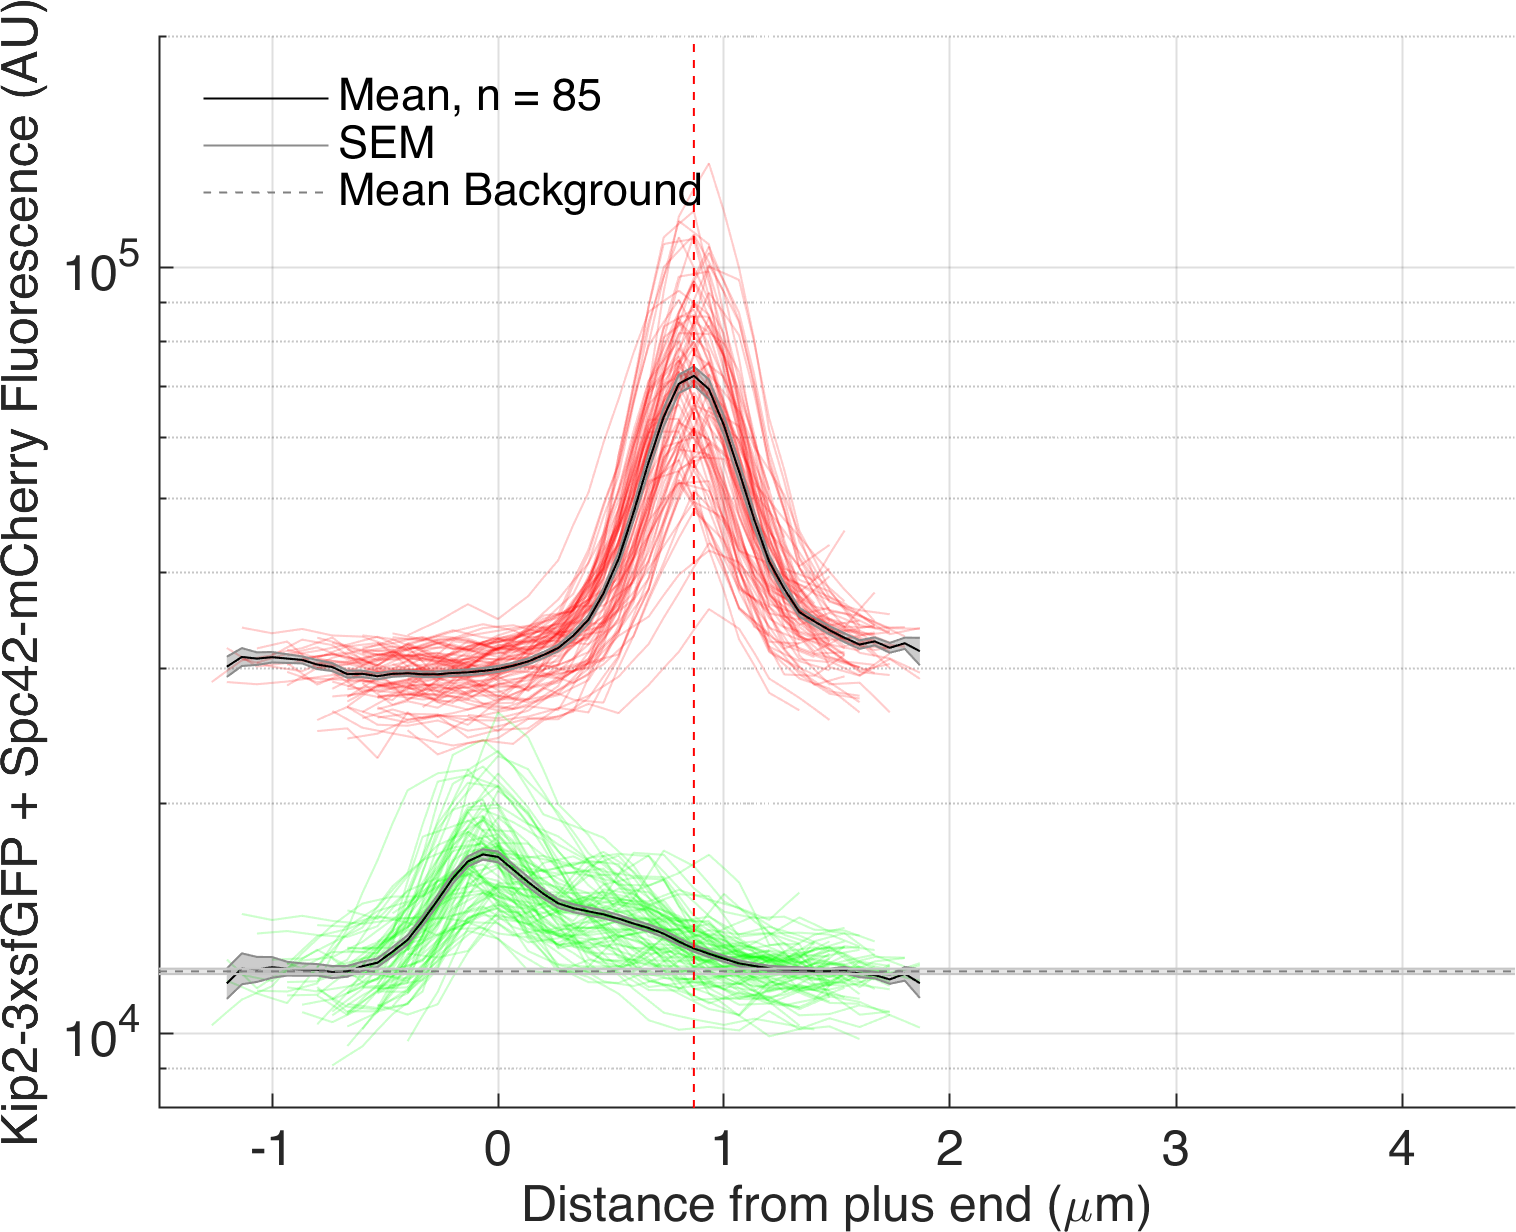 Kip2-3xsfGFP + Spc42-mCherry Fluorescence (AU)
Mean, n = 85
SEM
Mean Background
10^5
10^4
-1 0 1 2 3 4
Distance from plus end (μm)